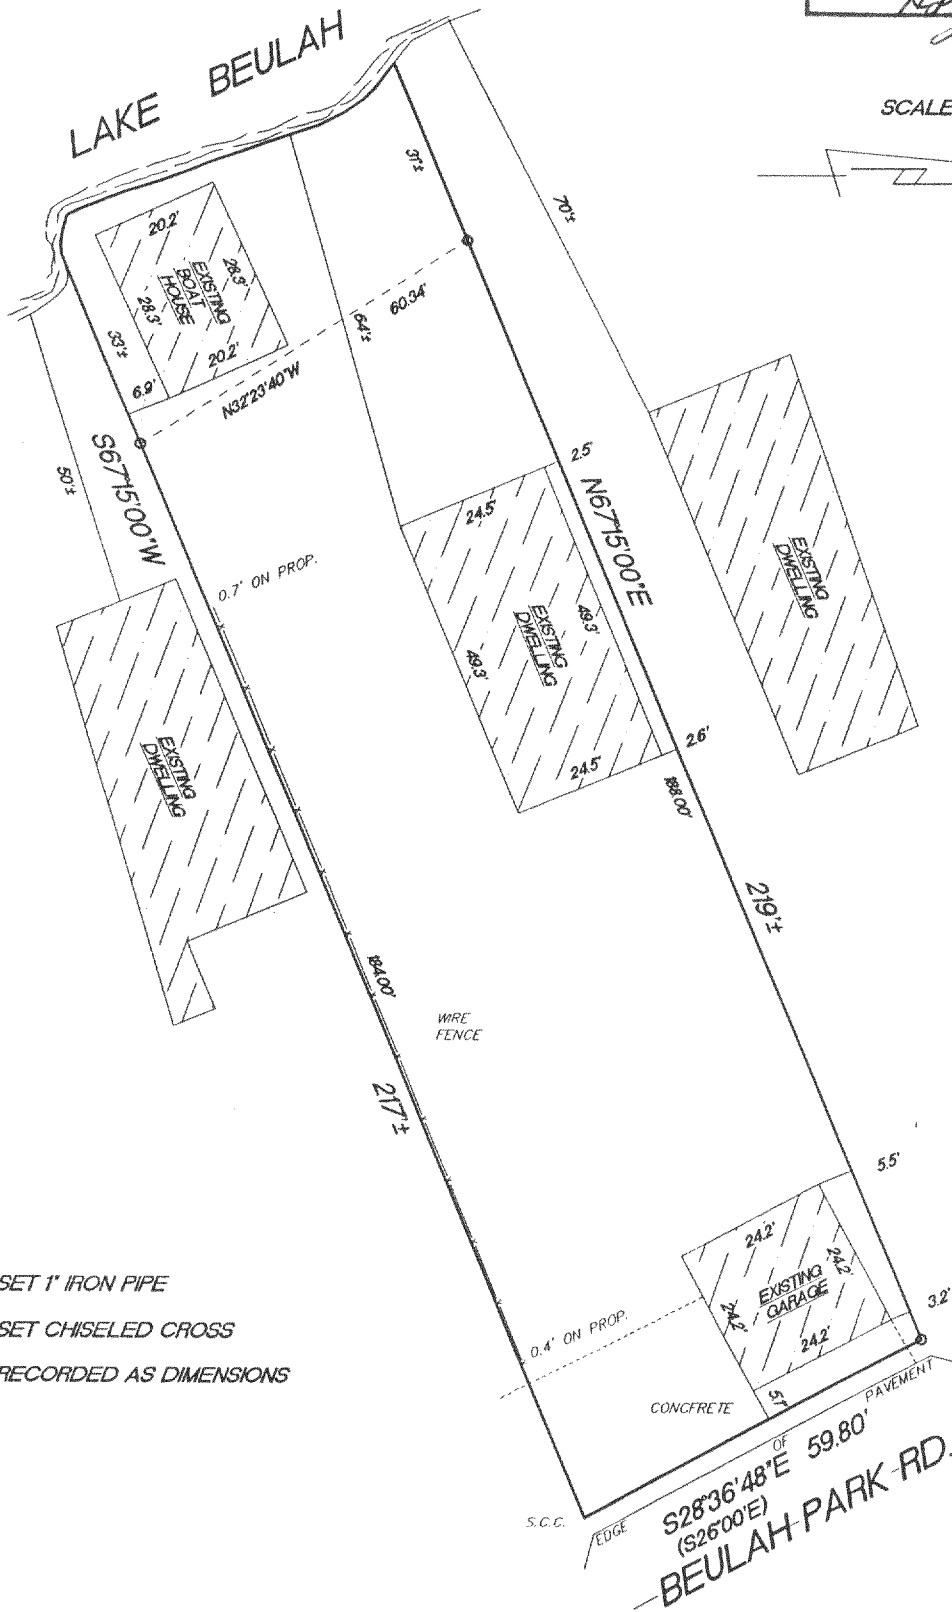 LAKE BEULAH
SCALE
31'±
70'±
20.2'
EXISTING
BOAT
HOUSE
28.3'
28.3'
20.2'
33'±
6.9'
60.34'
64'±
N32°23'40"W
S67°15'00"W
50'±
2.5'
N67°15'00"E
24.5'
EXISTING
DWELLING
49.3'
49.3'
24.5'
2.6'
188.00'
EXISTING
DWELLING
0.7' ON PROP.
EXISTING
DWELLING
219'±
184.00'
WIRE
FENCE
217'±
5.5'
24.2'
EXISTING
GARAGE
24.2'
24.2'
24.2'
3.2'
0.4' ON PROP.
SET 1" IRON PIPE
SET CHISELED CROSS
RECORDED AS DIMENSIONS
CONCFRETE
5.1'
S.C.C.
EDGE OF PAVEMENT
S28°36'48"E 59.80'
(S26°00'E)
BEULAH PARK RD.